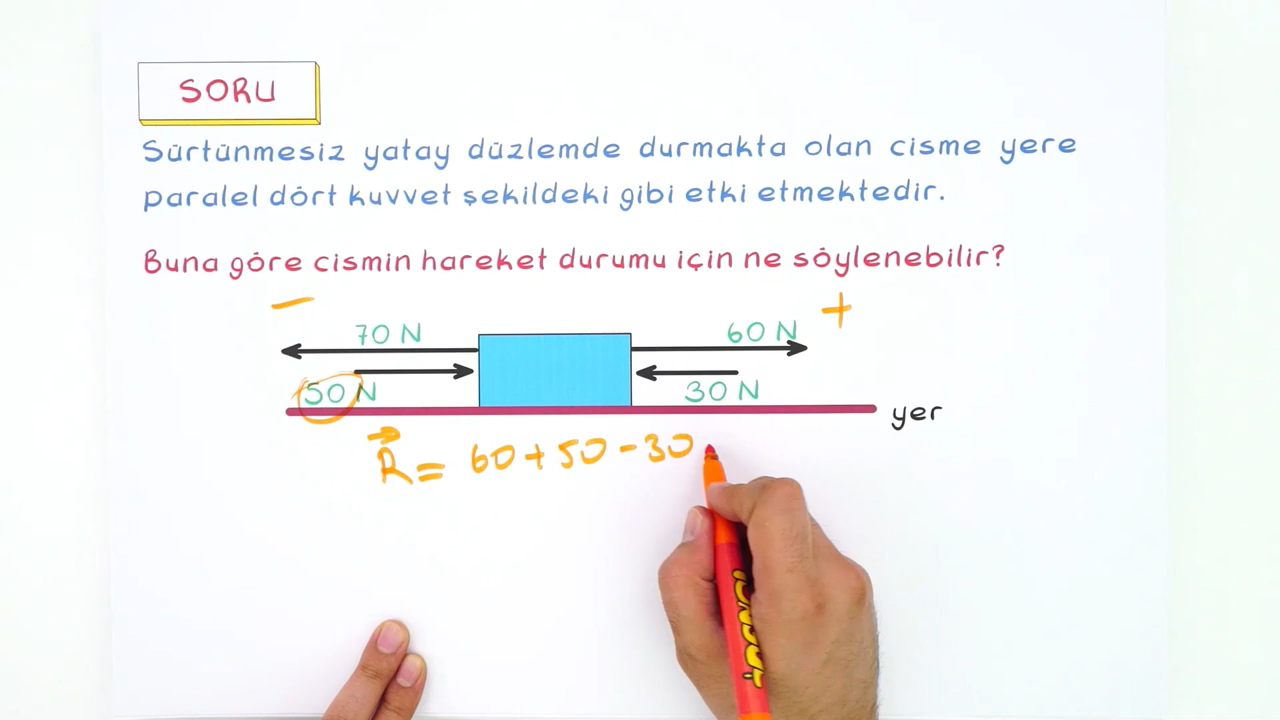 SORU
Sürtünmesiz yatay düzlemde durmakta olan cisme yere
paralel dört kuvvet şekildeki gibi etki etmektedir.
Buna göre cismin hareket durumu için ne söylenebilir?
- +
70 N 60 N
50 N 30 N
yer
R = 60 + 50 - 30